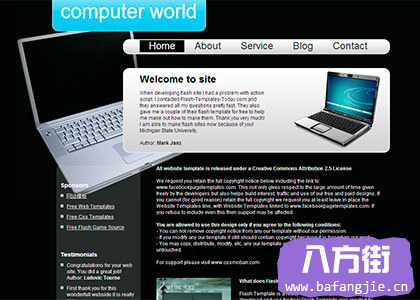 computer world
Home About Service Blog Contact
Welcome to site
When developing flash site I had a problem with action
script. I contacted Flash-Templates-Today.com and
they answered all my questions pretty fast. They also
gave me a couple of their flash template for free to help
me make out how to make them. Thank you very much!
I am able to make flash sites now because of your
Michigan State University.
Author: Mark Janz
All website template is released under a Creative Commons Attribution 2.5 License
We request you retain the full copyright notice below including the link to
www.facebookpagetemplates.com. This not only gives respect to the large amount of time given
freely by the developers but also helps build interest, traffic and use of our free and paid designs. If
you cannot (for good reason) retain the full copyright we request you at least leave in place the
Website Templates line, with Website Templates linked to www.facebookpagetemplates.com. If
you refuse to include even this then support may be affected.
You are allowed to use this design only if you agree to the following conditions:
- You can not remove copyright notice from any our template without our permission.
- If you modify any our template it still should contain copyright because it is based on our work.
- You may copy, distribute, modify, etc. any our template
For support please visit www.cssmoban.com
Sponsors
Free Web Templates
Free Css Templates
Free Flash Game Source
Testimonials
Congratulations for your web
site. You did a great job!
Author: Ludovic Tourne
First thank you for this
wonderfull website It is really
What does Flash
Flash Template
八方街
www.bafangjie.cn